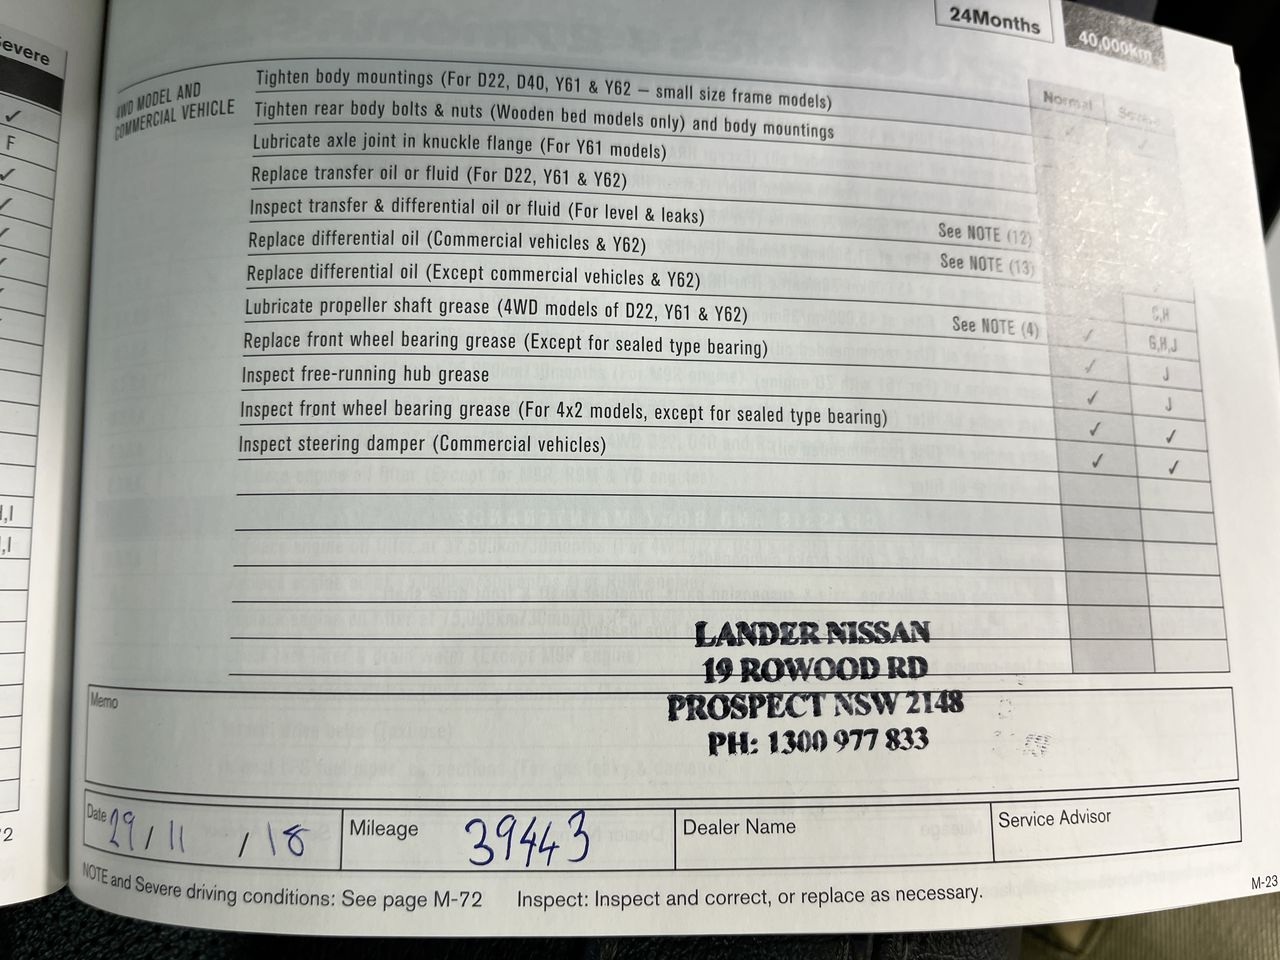 24Months
40,000km
Severe
Normal
4WD MODEL AND
COMMERCIAL VEHICLE
Tighten body mountings (For D22, D40, Y61 & Y62 – small size frame models)
Tighten rear body bolts & nuts (Wooden bed models only) and body mountings
Lubricate axle joint in knuckle flange (For Y61 models)
Replace transfer oil or fluid (For D22, Y61 & Y62)
Inspect transfer & differential oil or fluid (For level & leaks)
See NOTE (12)
Replace differential oil (Commercial vehicles & Y62)
See NOTE (13)
Replace differential oil (Except commercial vehicles & Y62)
G,H
Lubricate propeller shaft grease (4WD models of D22, Y61 & Y62)
See NOTE (4) ✓ G,H,J
Replace front wheel bearing grease (Except for sealed type bearing)
✓ J
Inspect free-running hub grease
✓ J
Inspect front wheel bearing grease (For 4x2 models, except for sealed type bearing)
✓ ✓
Inspect steering damper (Commercial vehicles)
✓ ✓
LANDER NISSAN
19 ROWOOD RD
PROSPECT NSW 2148
PH: 1300 977 833
Memo
Date 29/11/18 Mileage 39443 Dealer Name Service Advisor
NOTE and Severe driving conditions: See page M-72 Inspect: Inspect and correct, or replace as necessary.
M-23